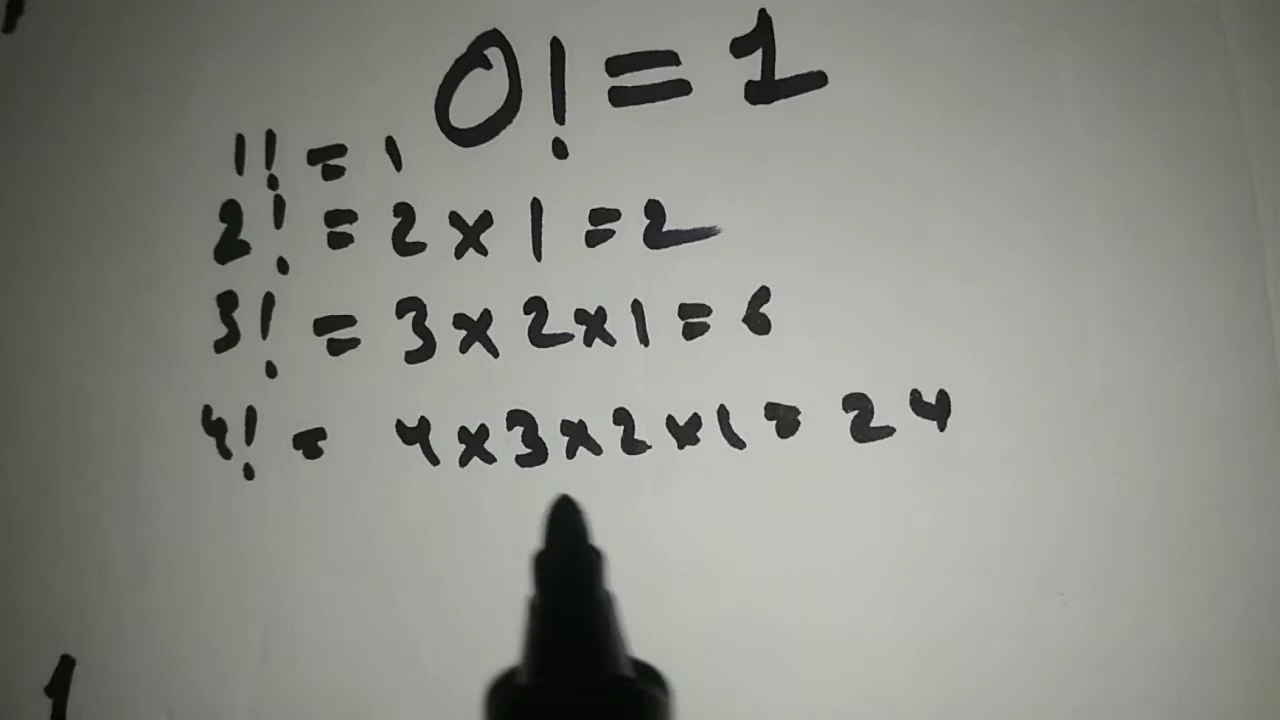 0! = 1
1! = 1
2! = 2 x 1 = 2
3! = 3 x 2 x 1 = 6
4! = 4 x 3 x 2 x 1 = 24
1